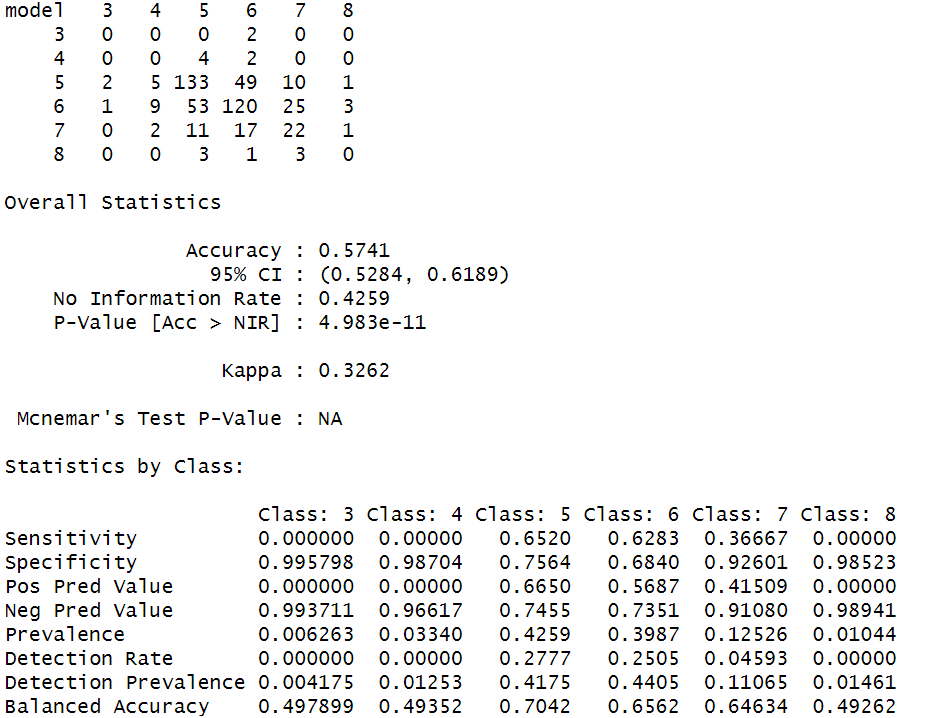 model   3   4   5   6   7   8
    3   0   0   0   2   0   0
    4   0   0   4   2   0   0
    5   2   5 133  49  10   1
    6   1   9  53 120  25   3
    7   0   2  11  17  22   1
    8   0   0   3   1   3   0
Overall Statistics
               Accuracy : 0.5741
                 95% CI : (0.5284, 0.6189)
    No Information Rate : 0.4259
    P-Value [Acc > NIR] : 4.983e-11
                  Kappa : 0.3262
 Mcnemar's Test P-Value : NA
Statistics by Class:
                     Class: 3 Class: 4 Class: 5 Class: 6 Class: 7 Class: 8
Sensitivity          0.000000  0.00000   0.6520   0.6283  0.36667  0.00000
Specificity          0.995798  0.98704   0.7564   0.6840  0.92601  0.98523
Pos Pred Value       0.000000  0.00000   0.6650   0.5687  0.41509  0.00000
Neg Pred Value       0.993711  0.96617   0.7455   0.7351  0.91080  0.98941
Prevalence           0.006263  0.03340   0.4259   0.3987  0.12526  0.01044
Detection Rate       0.000000  0.00000   0.2777   0.2505  0.04593  0.00000
Detection Prevalence 0.004175  0.01253   0.4175   0.4405  0.11065  0.01461
Balanced Accuracy    0.497899  0.49352   0.7042   0.6562  0.64634  0.49262